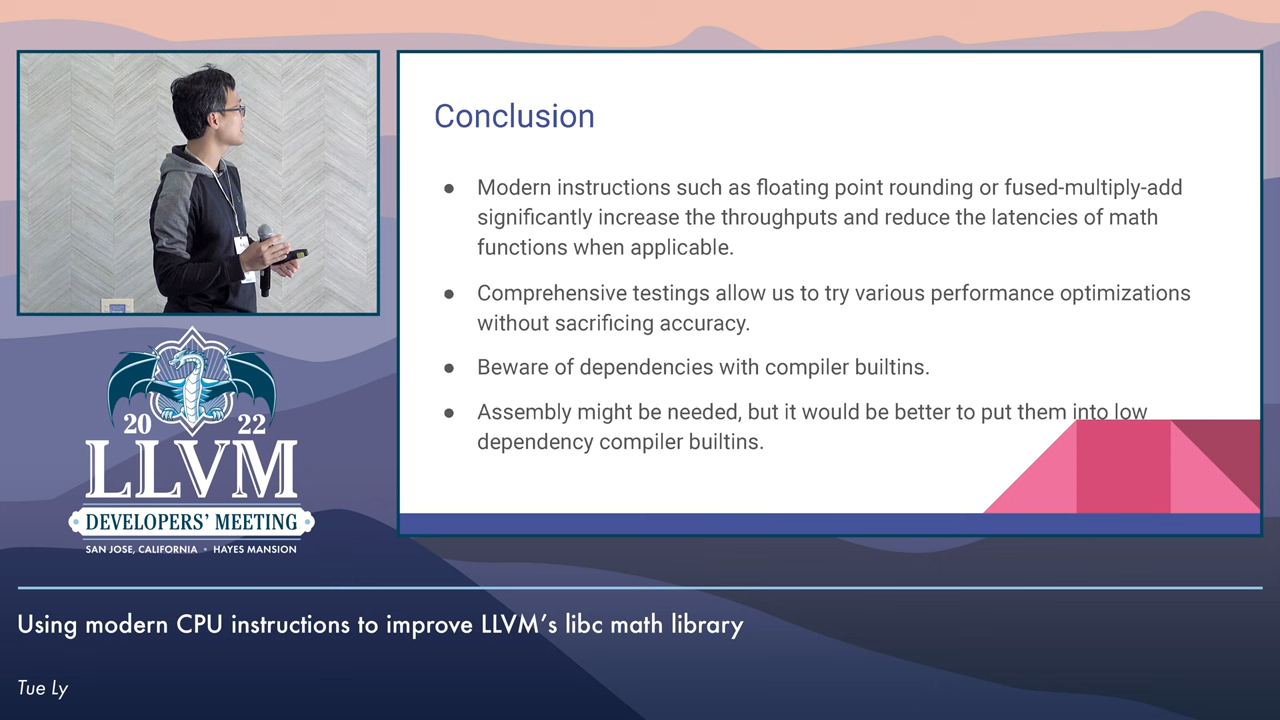 Conclusion
● Modern instructions such as floating point rounding or fused-multiply-add
significantly increase the throughputs and reduce the latencies of math
functions when applicable.
● Comprehensive testings allow us to try various performance optimizations
without sacrificing accuracy.
● Beware of dependencies with compiler builtins.
● Assembly might be needed, but it would be better to put them into low
dependency compiler builtins.
20 22
LLVM
DEVELOPERS' MEETING
SAN JOSE, CALIFORNIA • HAYES MANSION
Using modern CPU instructions to improve LLVM's libc math library
Tue Ly